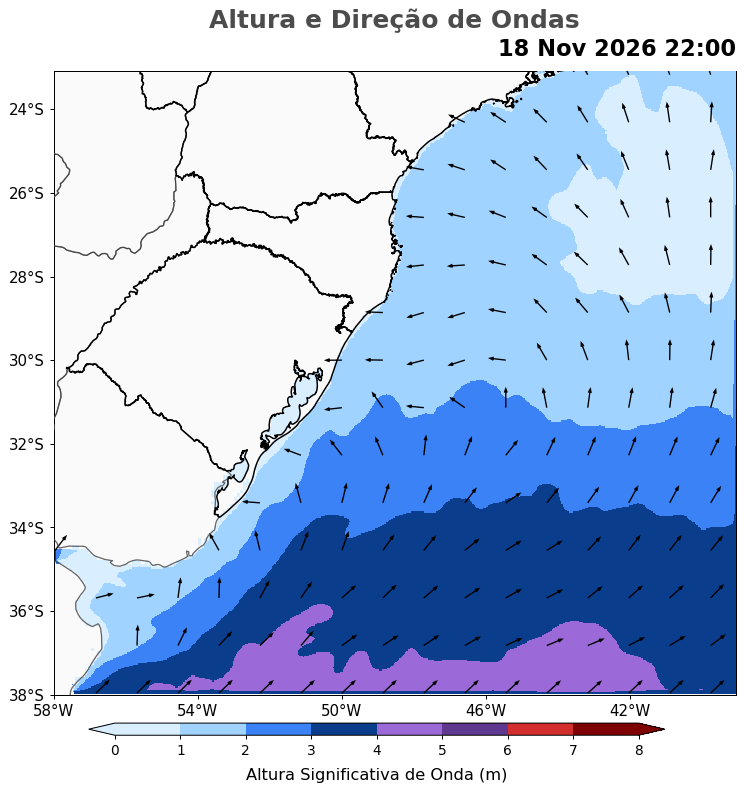 Altura e Direção de Ondas
18 Nov 2026 22:00
24°S
26°S
28°S
30°S
32°S
34°S
36°S
38°S
58°W 54°W 50°W 46°W 42°W
0 1 2 3 4 5 6 7 8
Altura Significativa de Onda (m)